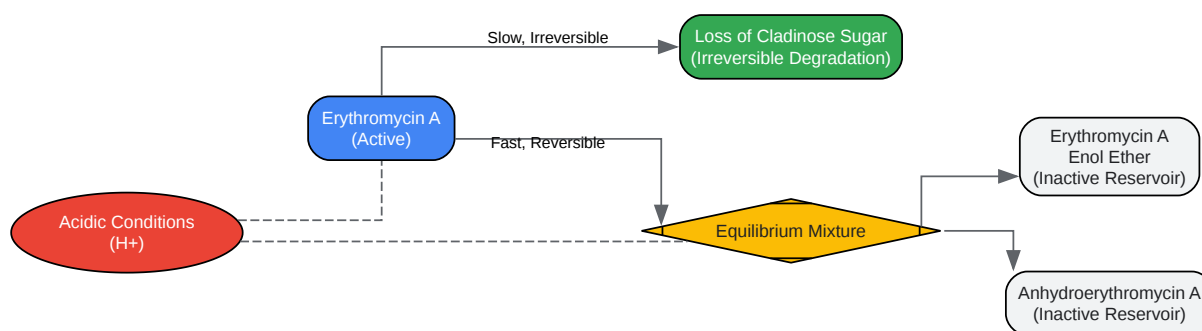 Slow, Irreversible
Loss of Cladinose Sugar
(Irreversible Degradation)
Erythromycin A
(Active)
Fast, Reversible
Erythromycin A
Enol Ether
(Inactive Reservoir)
Acidic Conditions
(H+)
Equilibrium Mixture
Anhydroerythromycin A
(Inactive Reservoir)